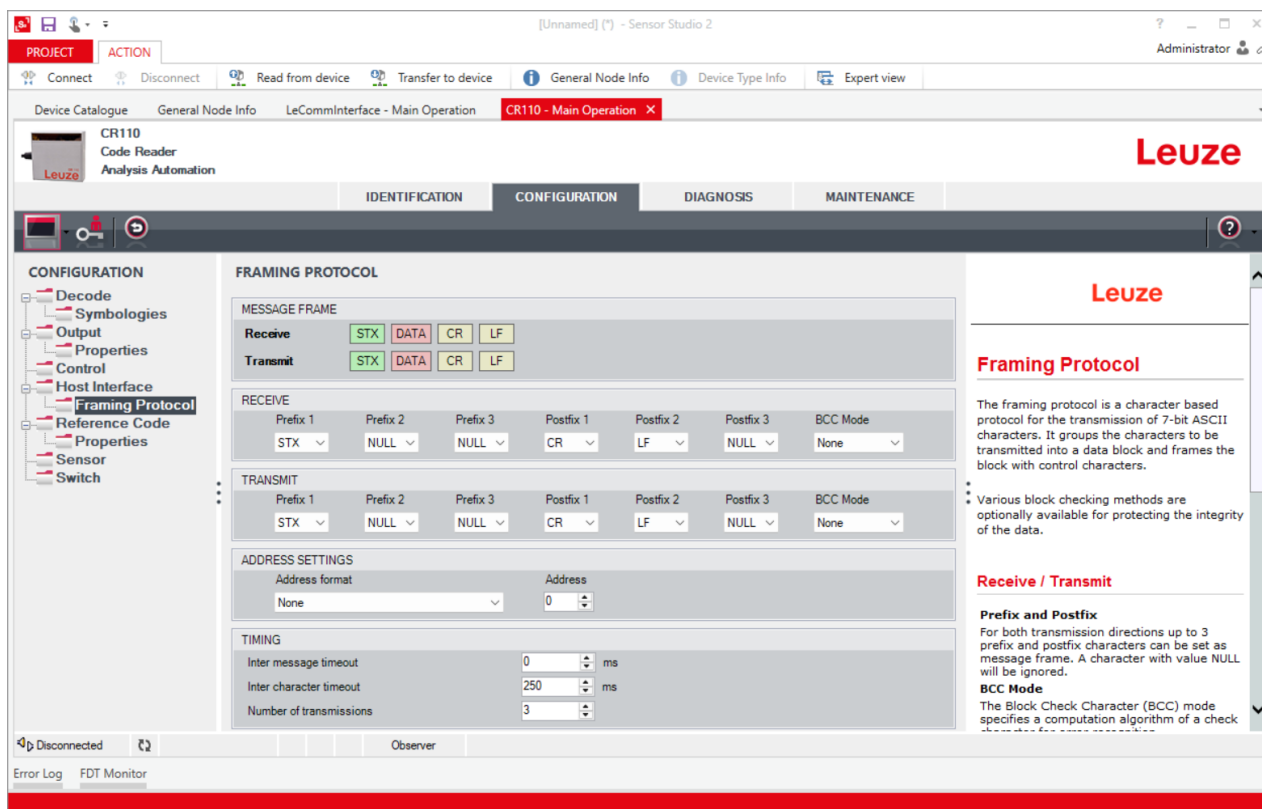 [Unnamed] (*) - Sensor Studio 2
PROJECT ACTION
Administrator
Connect Disconnect Read from device Transfer to device General Node Info Device Type Info Expert view
Device Catalogue General Node Info LeCommInterface - Main Operation CR110 - Main Operation
CR110
Code Reader
Analysis Automation
Leuze
Leuze
IDENTIFICATION CONFIGURATION DIAGNOSIS MAINTENANCE
CONFIGURATION
Decode
Symbologies
Output
Properties
Control
Host Interface
Framing Protocol
Reference Code
Properties
Sensor
Switch
FRAMING PROTOCOL
MESSAGE FRAME
Receive STX DATA CR LF
Transmit STX DATA CR LF
RECEIVE
Prefix 1 Prefix 2 Prefix 3 Postfix 1 Postfix 2 Postfix 3 BCC Mode
STX NULL NULL CR LF NULL None
TRANSMIT
Prefix 1 Prefix 2 Prefix 3 Postfix 1 Postfix 2 Postfix 3 BCC Mode
STX NULL NULL CR LF NULL None
ADDRESS SETTINGS
Address format Address
None 0
TIMING
Inter message timeout 0 ms
Inter character timeout 250 ms
Number of transmissions 3
Leuze
Framing Protocol
The framing protocol is a character based
protocol for the transmission of 7-bit ASCII
characters. It groups the characters to be
transmitted into a data block and frames the
block with control characters.
Various block checking methods are
optionally available for protecting the integrity
of the data.
Receive / Transmit
Prefix and Postfix
For both transmission directions up to 3
prefix and postfix characters can be set as
message frame. A character with value NULL
will be ignored.
BCC Mode
The Block Check Character (BCC) mode
specifies a computation algorithm of a check
Disconnected Observer
Error Log FDT Monitor